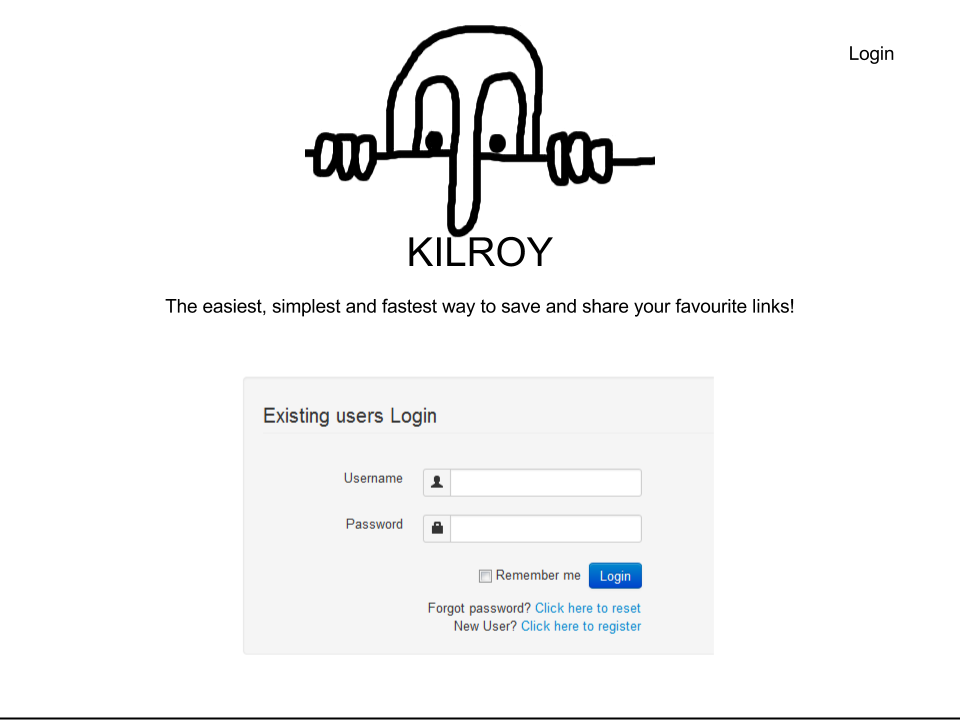 Login
KILROY
The easiest, simplest and fastest way to save and share your favourite links!
Existing users Login
Username
Password
Remember me Login
Forgot password? Click here to reset
New User? Click here to register